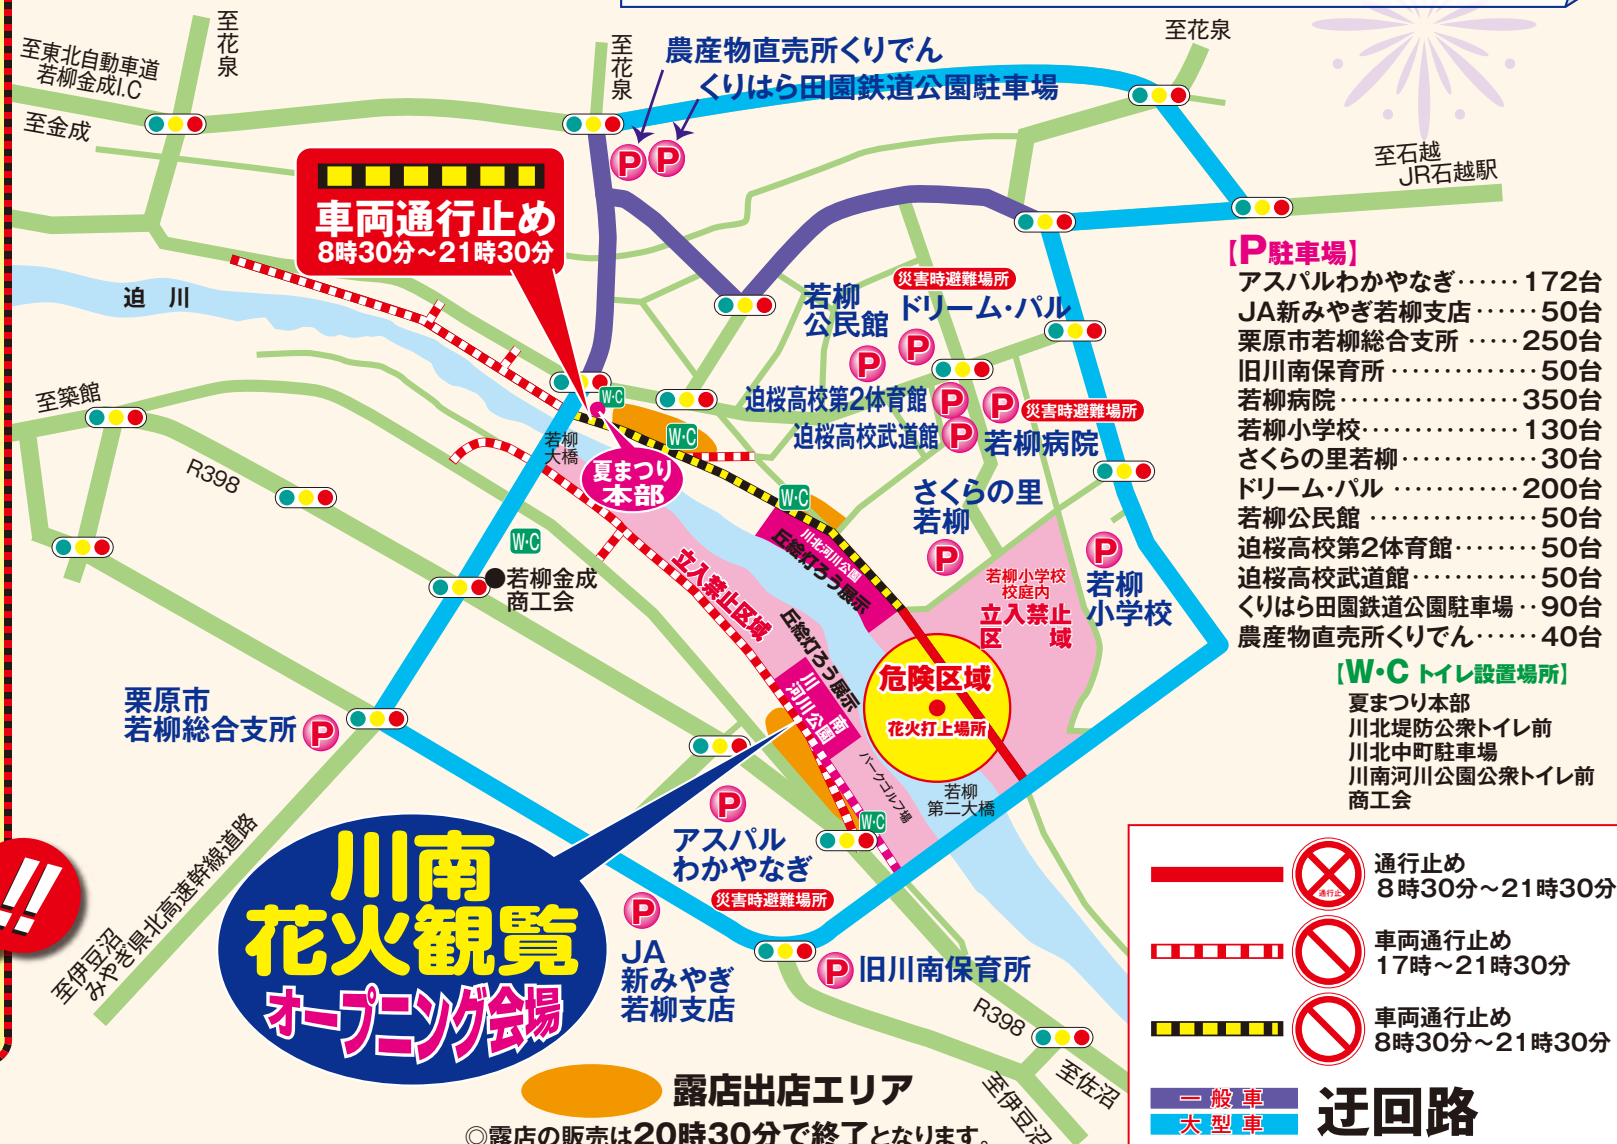 至花泉
至東北自動車道
若柳金成I.C
至金成
至花泉
農産物直売所くりでん
くりはら田園鉄道公園駐車場
至花泉
至石越
JR石越駅
P
P
車両通行止め
8時30分～21時30分
迫 川
至築館
R398
若柳
公民館
P
災害時避難場所
ドリーム・パル
P
迫桜高校第2体育館
P
迫桜高校武道館
P
P
災害時避難場所
若柳病院
W・C
W・C
W・C
若柳
大橋
夏まつり
本部
さくらの里
若柳
P
P
若柳
小学校
若柳小学校
校庭内
立入禁止
区 域
川北河川公園
丘絵灯ろう展示
立入禁止区域
丘絵灯ろう展示
川南
河川公園
危険区域
花火打上場所
パークゴルフ場
若柳
第二大橋
W・C
若柳金成
商工会
栗原市
若柳総合支所
P
W・C
P
アスパル
わかやなぎ
災害時避難場所
P
JA
新みやぎ
若柳支店
P
旧川南保育所
R398
至佐沼
至伊豆沼
至伊豆沼
みやぎ県北高速幹線道路
!!
川南
花火観覧
オープニング会場
露店出店エリア
◎露店の販売は20時30分で終了となります。
【P駐車場】
アスパルわかやなぎ‥‥‥172台
JA新みやぎ若柳支店‥‥‥50台
栗原市若柳総合支所‥‥‥250台
旧川南保育所‥‥‥‥‥‥50台
若柳病院‥‥‥‥‥‥‥‥350台
若柳小学校‥‥‥‥‥‥‥130台
さくらの里若柳‥‥‥‥‥30台
ドリーム・パル‥‥‥‥‥200台
若柳公民館‥‥‥‥‥‥‥50台
迫桜高校第2体育館‥‥‥‥50台
迫桜高校武道館‥‥‥‥‥50台
くりはら田園鉄道公園駐車場‥90台
農産物直売所くりでん‥‥‥40台
【W・C トイレ設置場所】
夏まつり本部
川北堤防公衆トイレ前
川北中町駐車場
川南河川公園公衆トイレ前
商工会
通行止
通行止め
8時30分～21時30分
車両通行止め
17時～21時30分
車両通行止め
8時30分～21時30分
一般車
大型車
迂回路